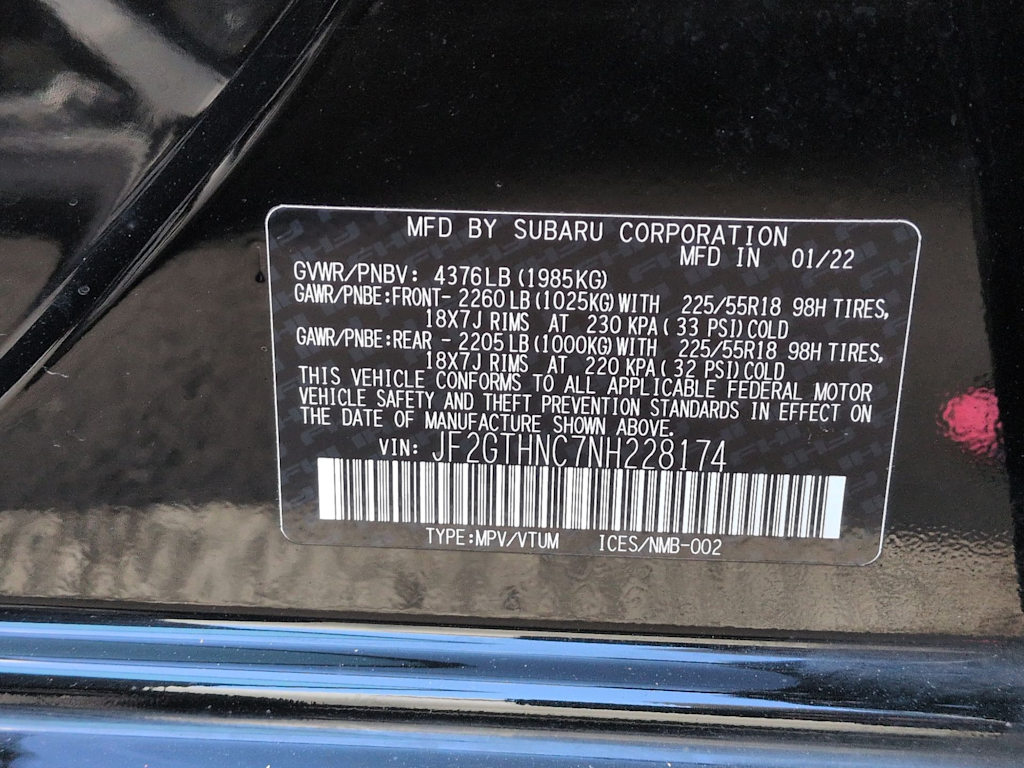 MFD BY SUBARU CORPORATION
MFD IN 01/22
GVWR/PNBV: 4376LB(1985KG)
GAWR/PNBE:FRONT- 2260LB(1025KG)WITH 225/55R18 98H TIRES,
18X7J RIMS AT 230 KPA(33 PSI)COLD
GAWR/PNBE:REAR - 2205LB(1000KG)WITH 225/55R18 98H TIRES,
18X7J RIMS AT 220 KPA(32 PSI)COLD
THIS VEHICLE CONFORMS TO ALL APPLICABLE FEDERAL MOTOR
VEHICLE SAFETY AND THEFT PREVENTION STANDARDS IN EFFECT ON
THE DATE OF MANUFACTURE SHOWN ABOVE.
VIN: JF2GTHNC7NH228174
TYPE:MPV/VTUM ICES/NMB-002